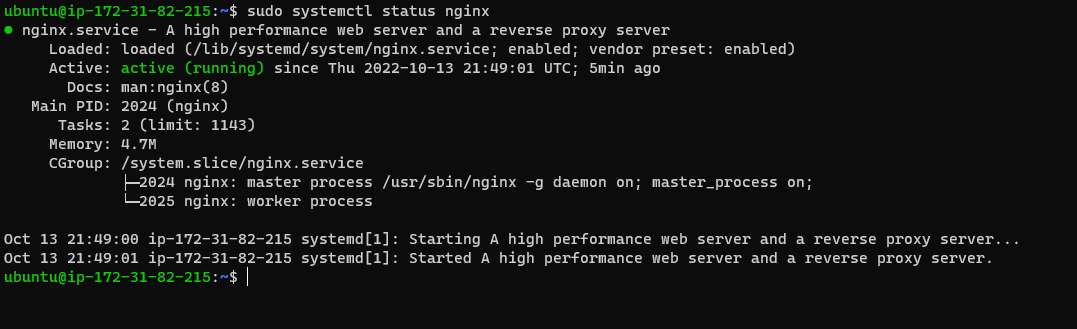 ubuntu@ip-172-31-82-215:~$ sudo systemctl status nginx
● nginx.service - A high performance web server and a reverse proxy server
     Loaded: loaded (/lib/systemd/system/nginx.service; enabled; vendor preset: enabled)
     Active: active (running) since Thu 2022-10-13 21:49:01 UTC; 5min ago
       Docs: man:nginx(8)
   Main PID: 2024 (nginx)
      Tasks: 2 (limit: 1143)
     Memory: 4.7M
     CGroup: /system.slice/nginx.service
             ├─2024 nginx: master process /usr/sbin/nginx -g daemon on; master_process on;
             └─2025 nginx: worker process

Oct 13 21:49:00 ip-172-31-82-215 systemd[1]: Starting A high performance web server and a reverse proxy server...
Oct 13 21:49:01 ip-172-31-82-215 systemd[1]: Started A high performance web server and a reverse proxy server.
ubuntu@ip-172-31-82-215:~$